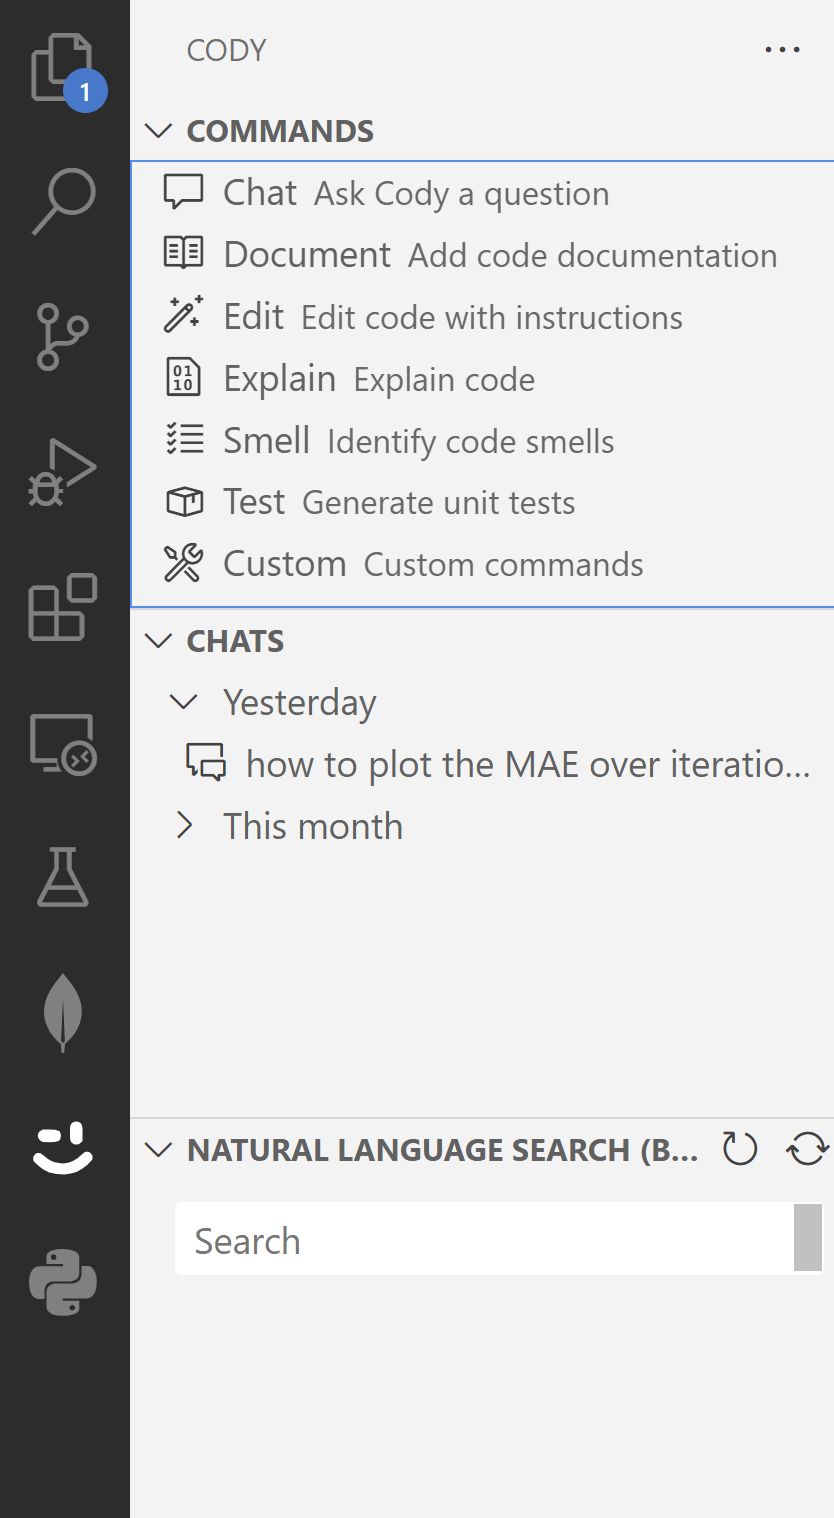 CODY
1
COMMANDS
Chat Ask Cody a question
Document Add code documentation
Edit Edit code with instructions
Explain Explain code
Smell Identify code smells
Test Generate unit tests
Custom Custom commands
CHATS
Yesterday
how to plot the MAE over iteratio...
This month
NATURAL LANGUAGE SEARCH (B...
Search